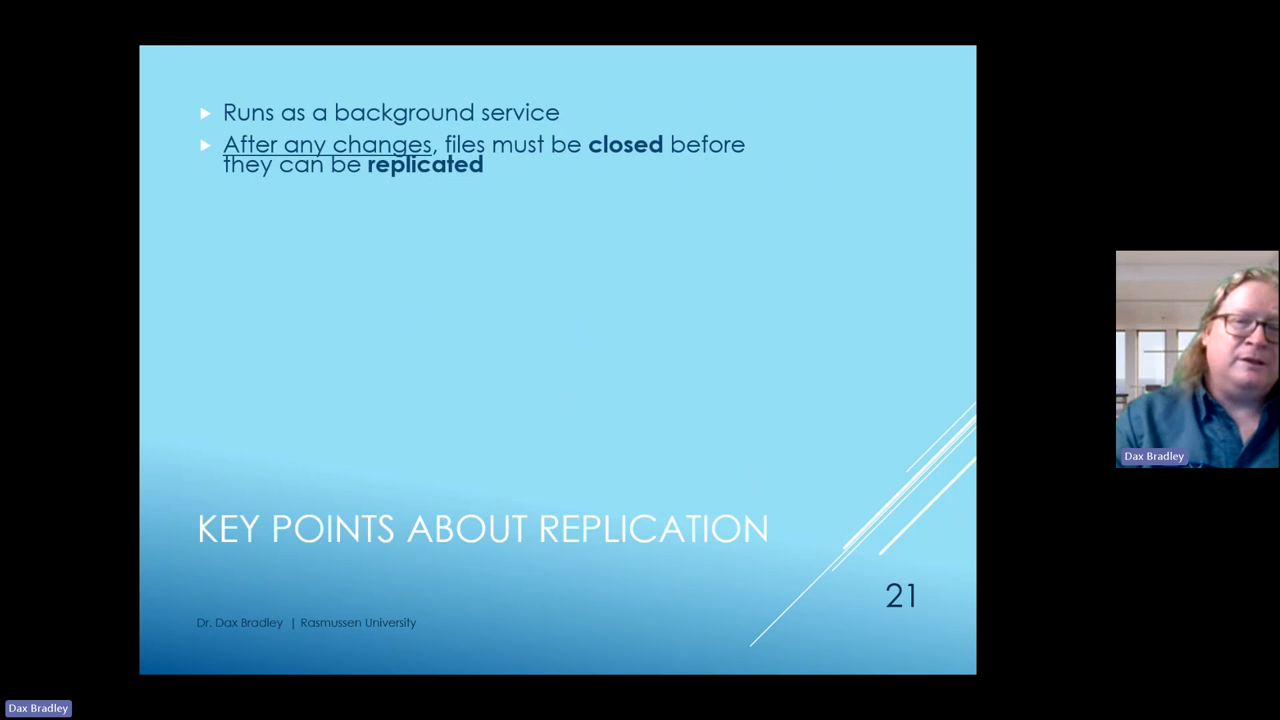 Runs as a background service
After any changes, files must be closed before
they can be replicated
KEY POINTS ABOUT REPLICATION
21
Dr. Dax Bradley | Rasmussen University
Dax Bradley
Dax Bradley